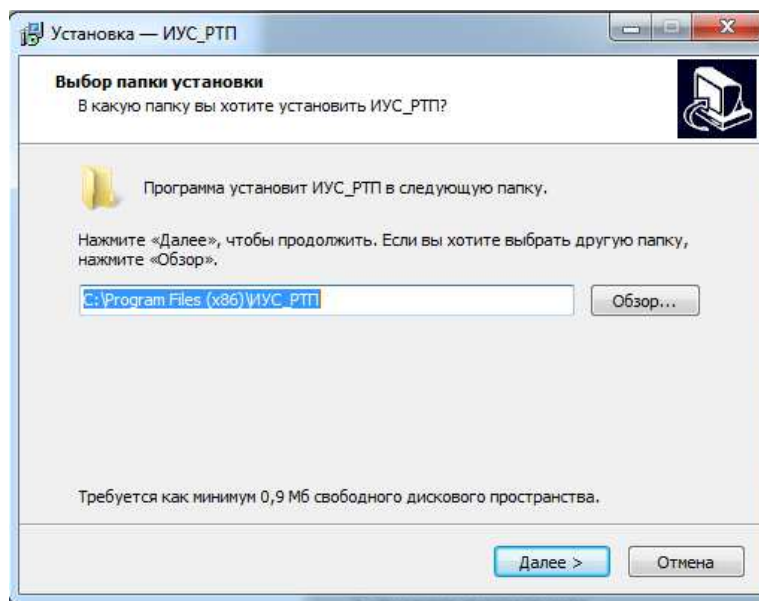 Установка — ИУС_РТП
Выбор папки установки
В какую папку вы хотите установить ИУС_РТП?
Программа установит ИУС_РТП в следующую папку.
Нажмите «Далее», чтобы продолжить. Если вы хотите выбрать другую папку,
нажмите «Обзор».
C:\Program Files (x86)\ИУС_РТП
Обзор...
Требуется как минимум 0,9 Мб свободного дискового пространства.
Далее >
Отмена